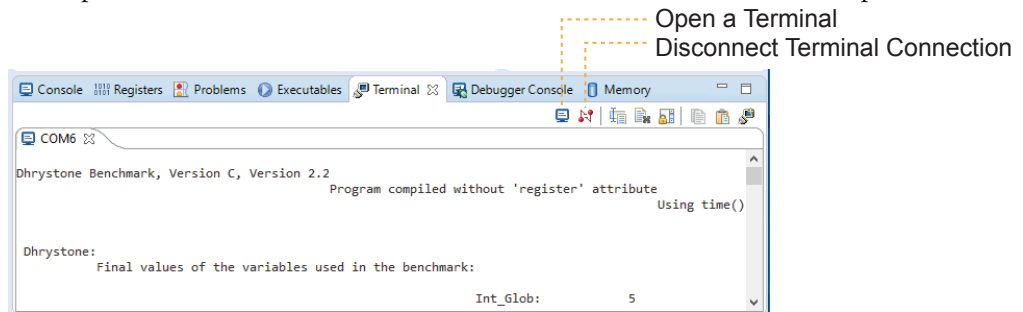 Open a Terminal
Disconnect Terminal Connection
Console Registers Problems Executables Terminal Debugger Console Memory
COM6
Dhrystone Benchmark, Version C, Version 2.2
Program compiled without 'register' attribute
Using time()
Dhrystone:
Final values of the variables used in the benchmark:
Int_Glob: 5